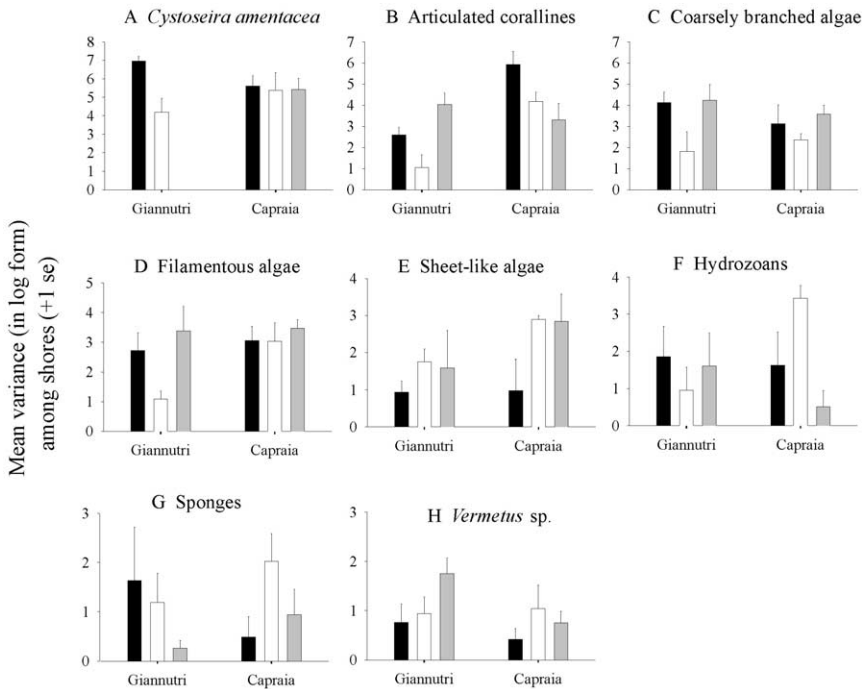 A Cystoseira amentacea
8
7
6
5
4
3
2
1
0
Giannutri Capraia
B Articulated corallines
7
6
5
4
3
2
1
0
Giannutri Capraia
C Coarsely branched algae
7
6
5
4
3
2
1
0
Giannutri Capraia
Mean variance (in log form)
among shores (+1 se)
D Filamentous algae
5
4
3
2
1
0
Giannutri Capraia
E Sheet-like algae
4
3
2
1
0
Giannutri Capraia
F Hydrozoans
4
3
2
1
0
Giannutri Capraia
G Sponges
3
2
1
0
Giannutri Capraia
H Vermetus sp.
3
2
1
0
Giannutri Capraia